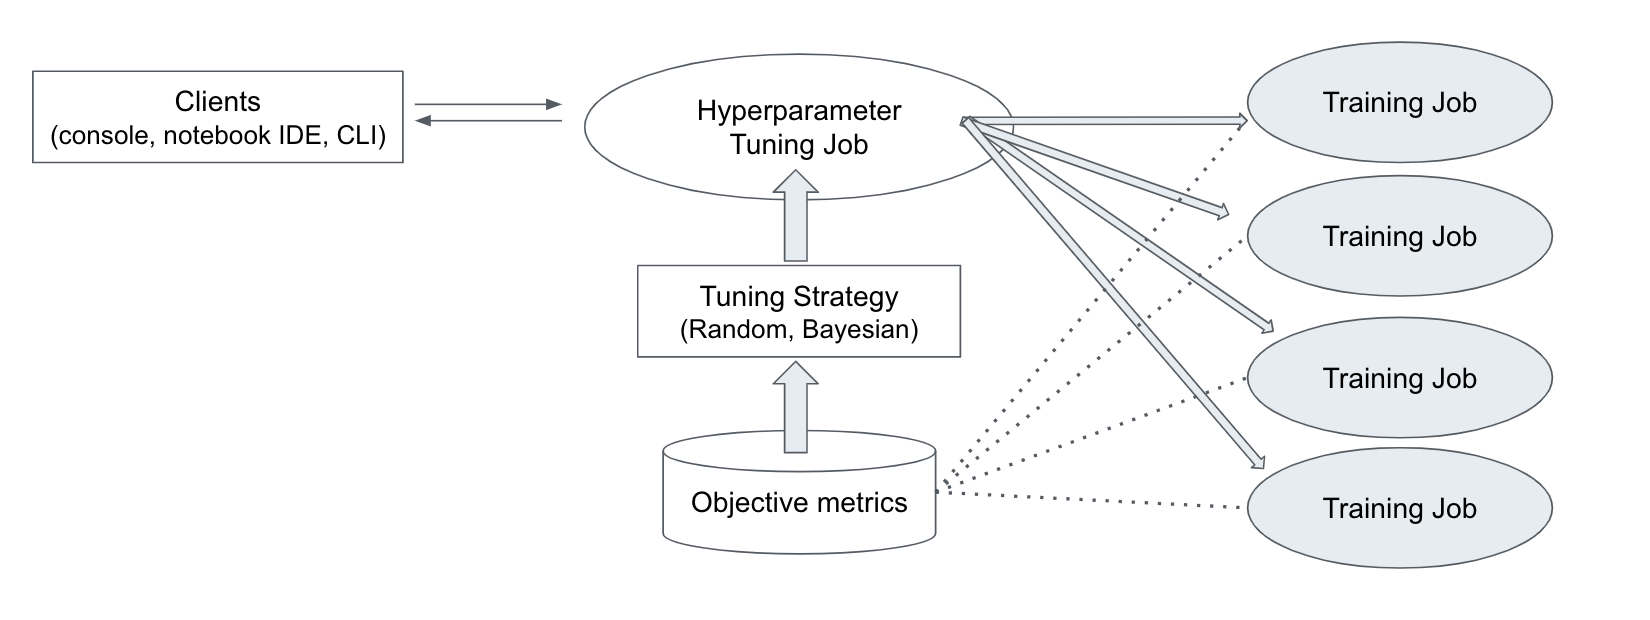 Clients
(console, notebook IDE, CLI)
Hyperparameter
Tuning Job
Tuning Strategy
(Random, Bayesian)
Objective metrics
Training Job
Training Job
Training Job
Training Job